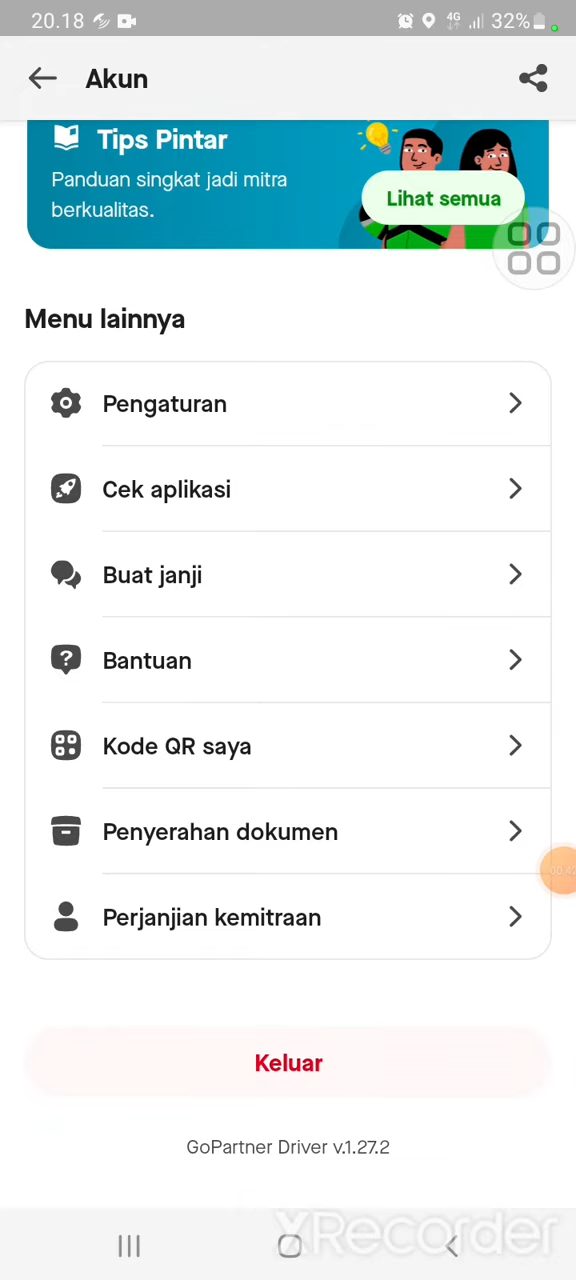 20.18
4G
32%
Akun
Tips Pintar
Panduan singkat jadi mitra
berkualitas.
Lihat semua
Menu lainnya
Pengaturan
Cek aplikasi
Buat janji
Bantuan
Kode QR saya
Penyerahan dokumen
Perjanjian kemitraan
Keluar
GoPartner Driver v.1.27.2
XRecorder